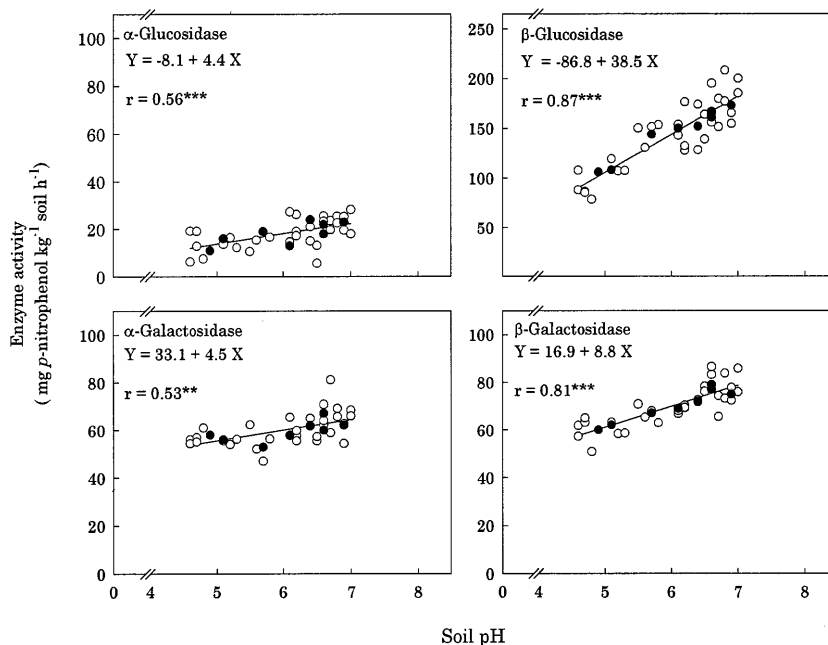 α-Glucosidase
Y = -8.1 + 4.4 X
r = 0.56***
100
80
60
40
20
0
β-Glucosidase
Y = -86.8 + 38.5 X
r = 0.87***
250
200
150
100
50
α-Galactosidase
Y = 33.1 + 4.5 X
r = 0.53**
100
80
60
40
20
0
0 4 5 6 7 8
β-Galactosidase
Y = 16.9 + 8.8 X
r = 0.81***
100
80
60
40
20
0
0 4 5 6 7 8
Enzyme activity
( mg p-nitrophenol kg⁻¹ soil h⁻¹)
Soil pH